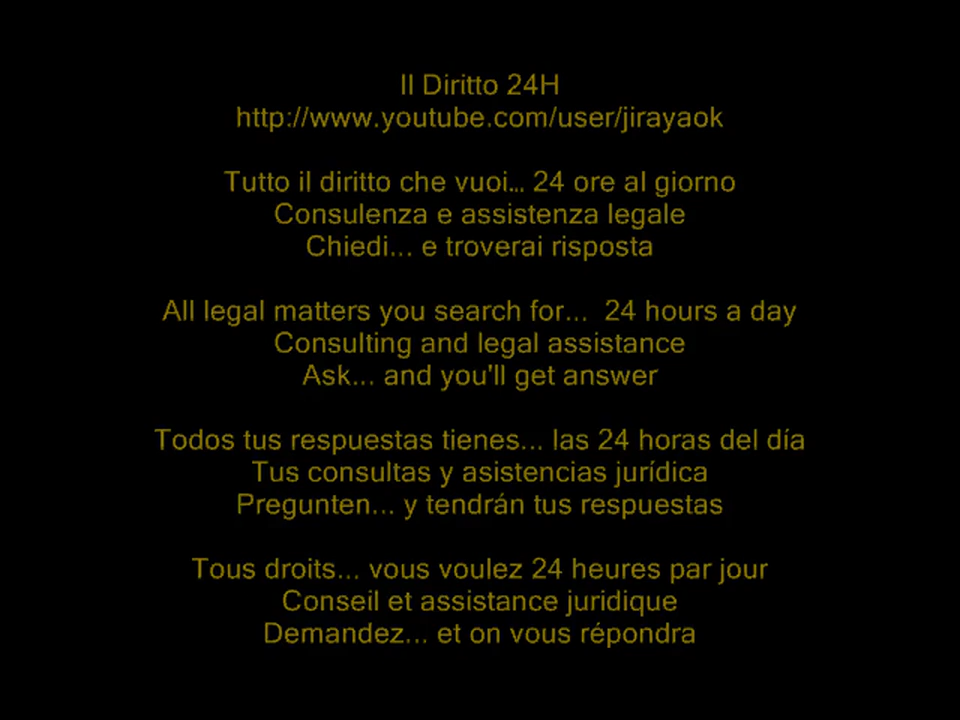 Il Diritto 24H
http://www.youtube.com/user/jirayaok
Tutto il diritto che vuoi... 24 ore al giorno
Consulenza e assistenza legale
Chiedi... e troverai risposta
All legal matters you search for...  24 hours a day
Consulting and legal assistance
Ask... and you'll get answer
Todos tus respuestas tienes... las 24 horas del día
Tus consultas y asistencias jurídica
Pregunten... y tendrán tus respuestas
Tous droits... vous voulez 24 heures par jour
Conseil et assistance juridique
Demandez... et on vous répondra